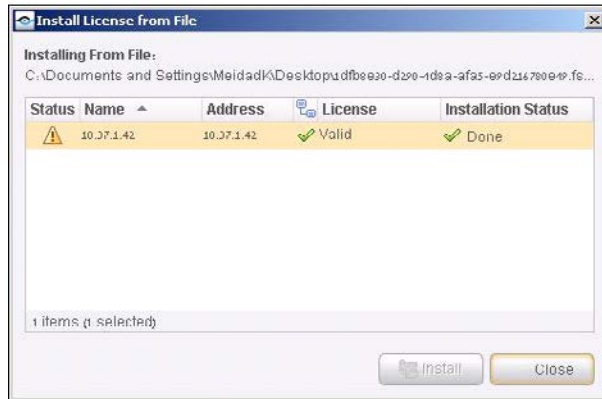 Install License from File
Installing From File:
C:\Documents and Settings\MeidadK\Desktop\
Status Name Address License Installation Status
10.37.1.42 10.37.1.42 Valid Done
1 items (1 selected)
Install Close